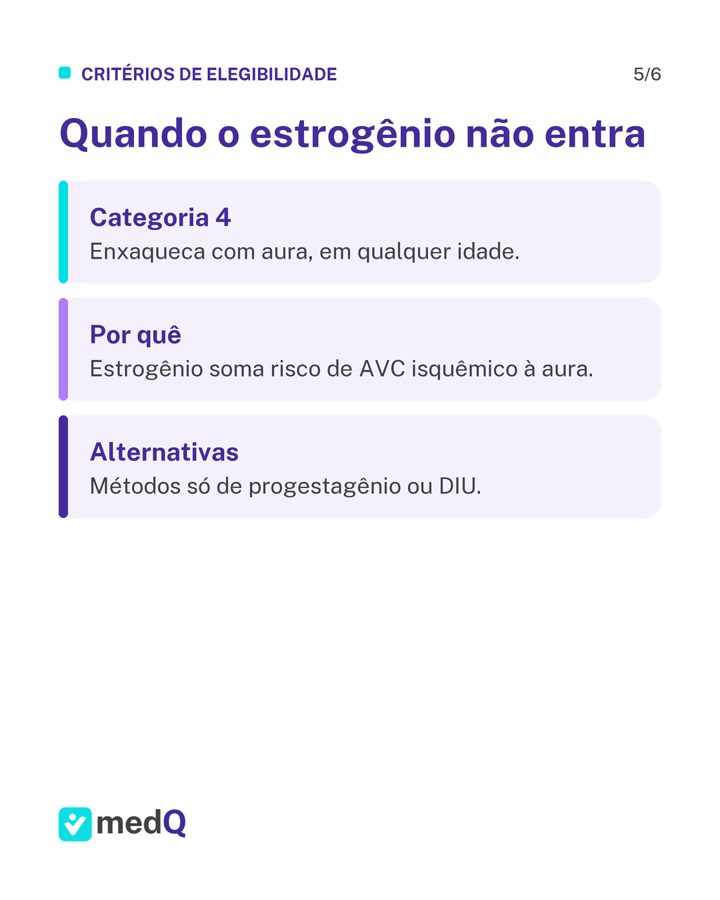 CRITÉRIOS DE ELEGIBILIDADE
5/6
Quando o estrogênio não entra
Categoria 4
Enxaqueca com aura, em qualquer idade.
Por quê
Estrogênio soma risco de AVC isquêmico à aura.
Alternativas
Métodos só de progestagênio ou DIU.
medQ